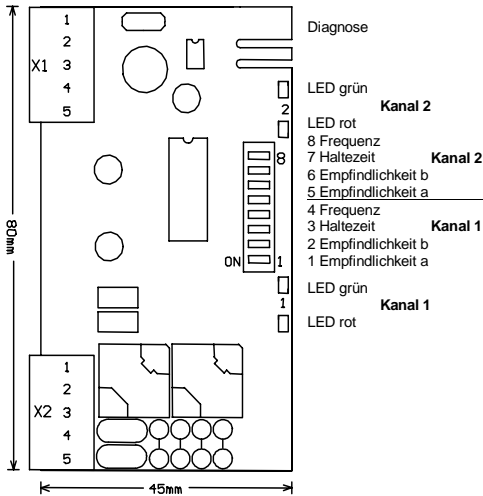 1
2
X1 3
4
5
80mm
Diagnose
LED grün
Kanal 2
2
LED rot
8 Frequenz
8
7 Haltezeit Kanal 2
6 Empfindlichkeit b
5 Empfindlichkeit a
4 Frequenz
3 Haltezeit Kanal 1
2 Empfindlichkeit b
ON 1
1 Empfindlichkeit a
LED grün
1
Kanal 1
LED rot
1
2
X2 3
4
5
45mm